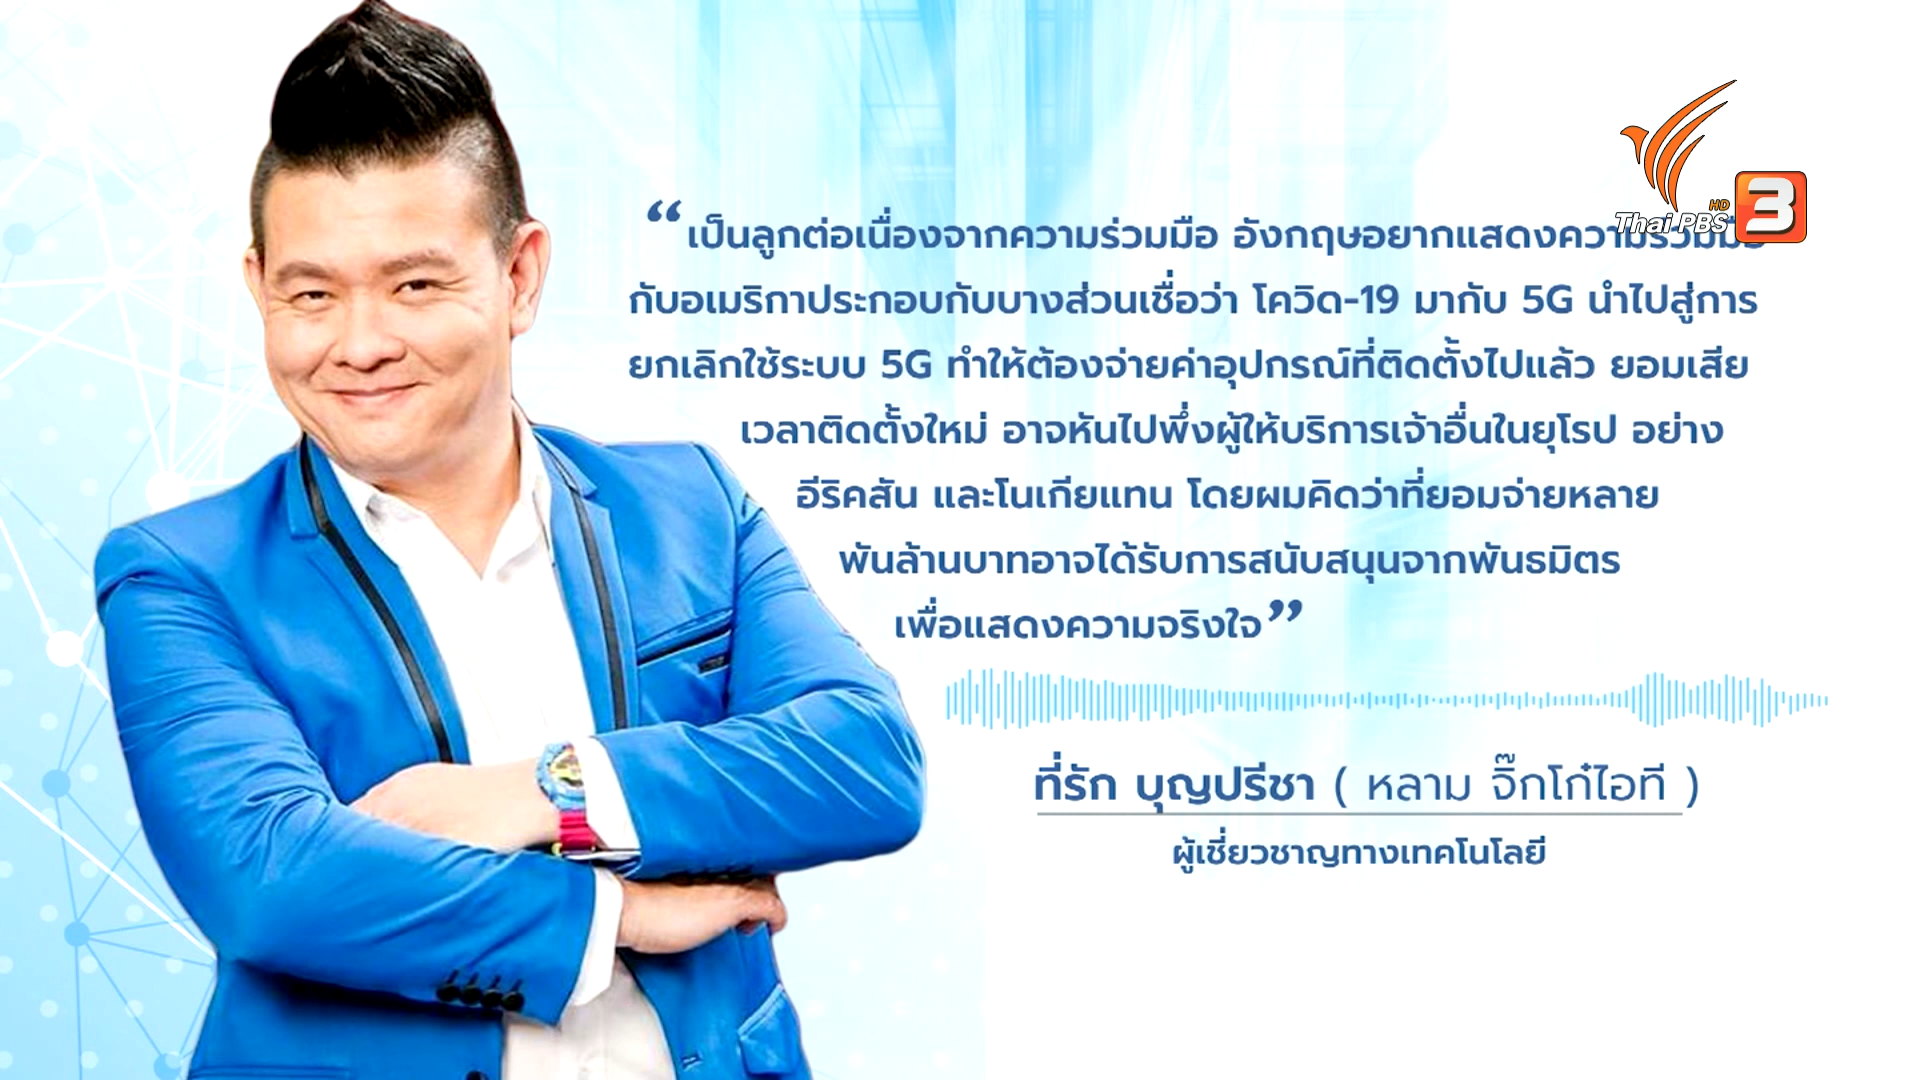 Thai PBS HD 3
“เป็นลูกต่อเนื่องจากความร่วมมือ อังกฤษอยากแสดงความร่วมมือ
กับอเมริกาประกอบกับบางส่วนเชื่อว่า โควิด-19 มากับ 5G นำไปสู่การ
ยกเลิกใช้ระบบ 5G ทำให้ต้องจ่ายค่าอุปกรณ์ที่ติดตั้งไปแล้ว ยอมเสีย
เวลาติดตั้งใหม่ อาจหันไปพึ่งผู้ให้บริการเจ้าอื่นในยุโรป อย่าง
อีริคสัน และโนเกียแทน โดยผมคิดว่าที่ยอมจ่ายหลาย
พันล้านบาทอาจได้รับการสนับสนุนจากพันธมิตร
เพื่อแสดงความจริงใจ”
ที่รัก บุญปรีชา ( หลาม จิ๊กโก๋ไอที )
ผู้เชี่ยวชาญทางเทคโนโลยี